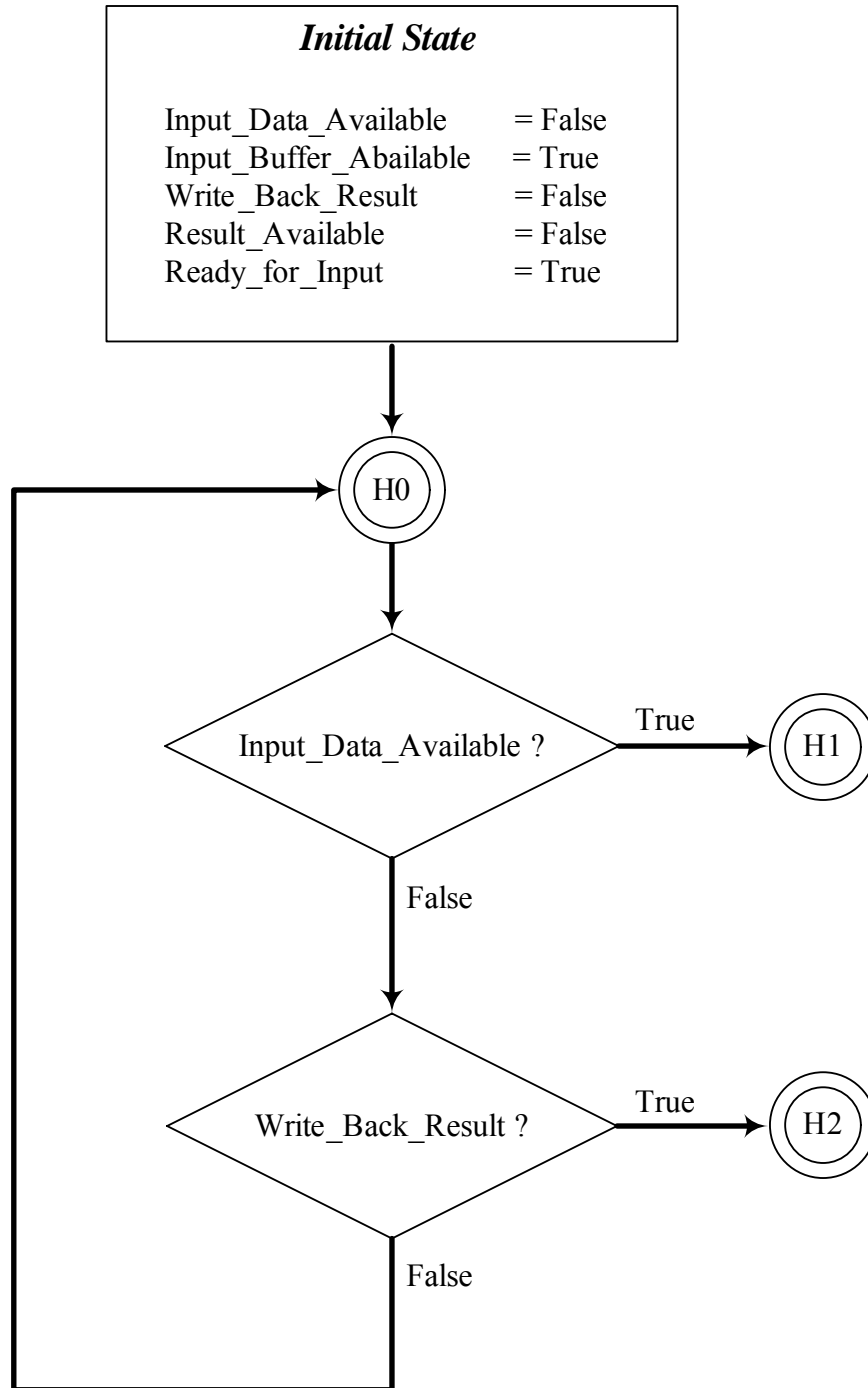 Initial State
Input_Data_Available = False
Input_Buffer_Abailable = True
Write_Back_Result = False
Result_Available = False
Ready_for_Input = True
H0
Input_Data_Available ?
True
H1
False
Write_Back_Result ?
True
H2
False